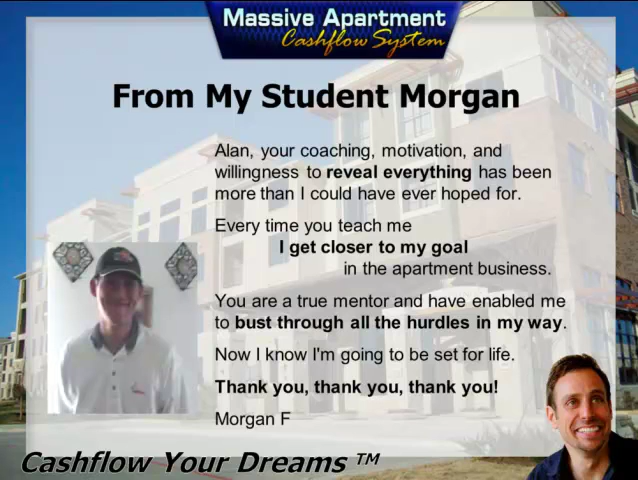 Massive Apartment
Cashflow System
From My Student Morgan
Alan, your coaching, motivation, and
willingness to reveal everything has been
more than I could have ever hoped for.
Every time you teach me
I get closer to my goal
in the apartment business.
You are a true mentor and have enabled me
to bust through all the hurdles in my way.
Now I know I'm going to be set for life.
Thank you, thank you, thank you!
Morgan F
Cashflow Your Dreams ™